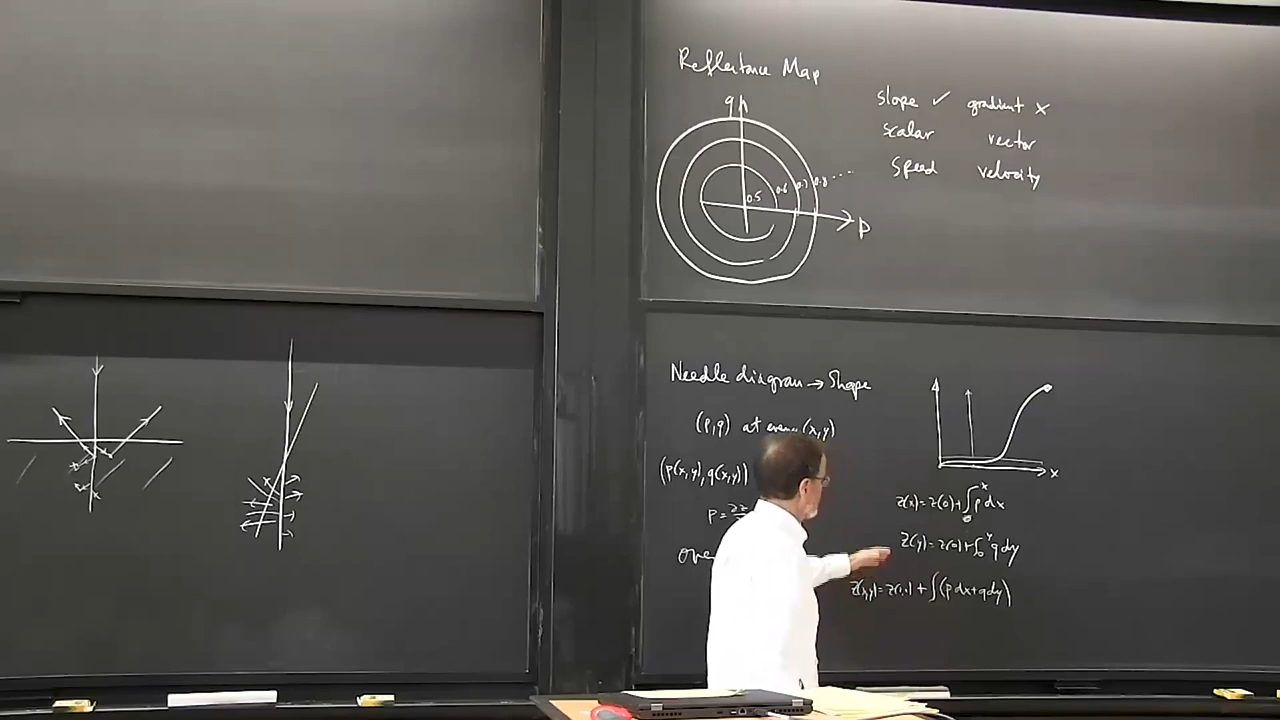 Reflectance Map
q
0.5 0.6 0.7 0.8 ...
p
slope ✓ gradient x
scalar vector
speed velocity
Needle diagram → Shape
(p,q) at every (x,y)
(p(x,y), q(x,y))
p = ∂z
over
x
z(x) = z(0) + ∫₀ˣ p dx
z(y) = z(0) + ∫₀ʸ q dy
z(x,y) = + ∫(p dx + q dy)